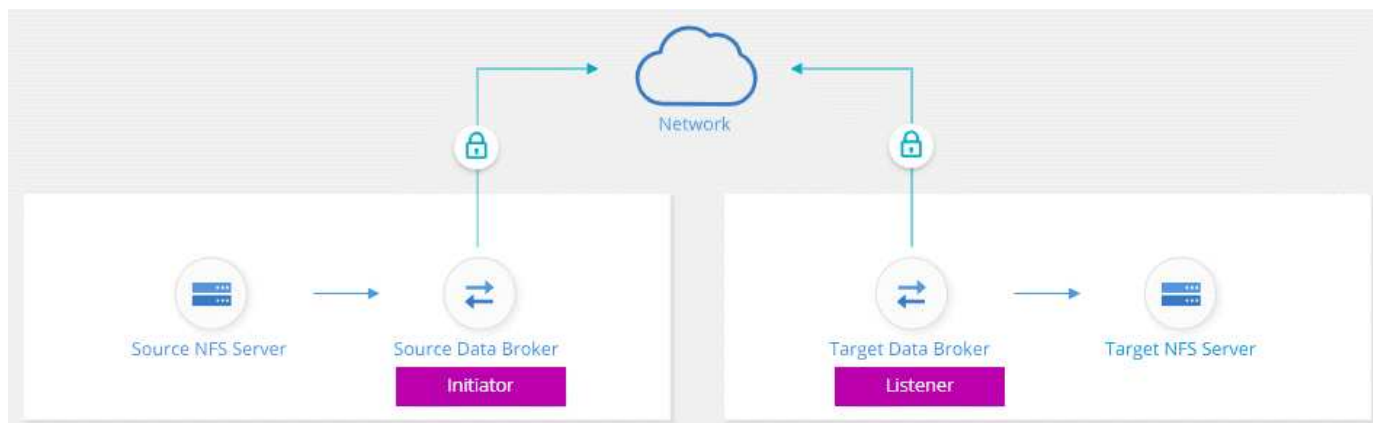 Network
Source NFS Server
Source Data Broker
Target Data Broker
Target NFS Server
Initiator
Listener